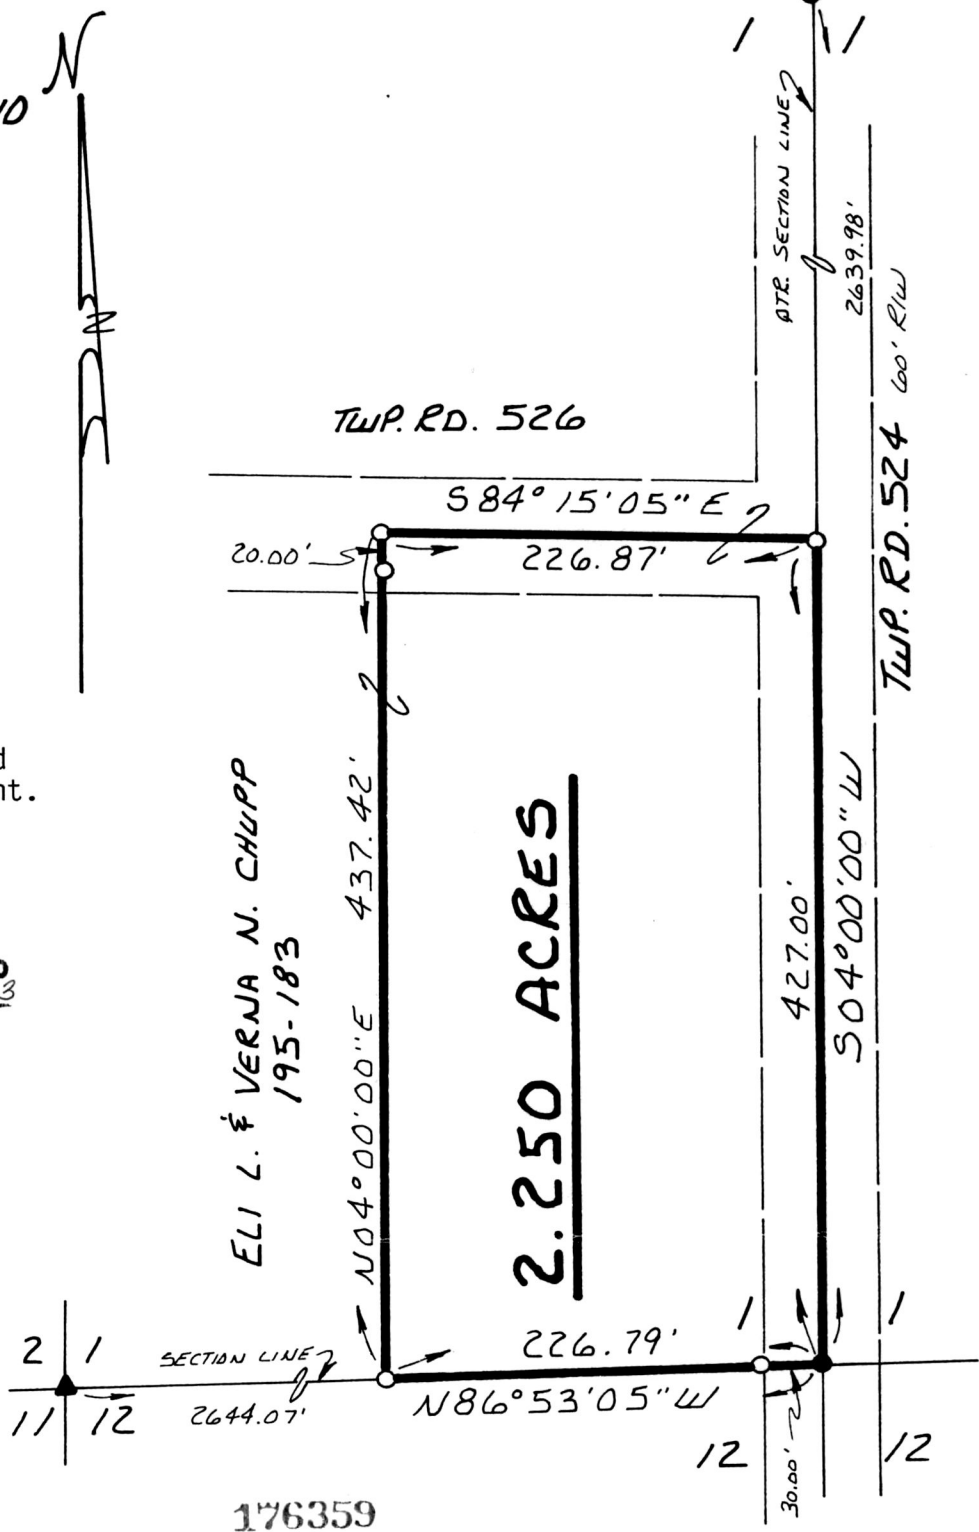 N
1 1
QTR. SECTION LINE
2639.98'
TWP. RD. 524 60' R/W
TWP. RD. 526
S84°15'05"E
226.87'
20.00'
nt.
ELI L. & VERNA N. CHUPP
195-183
N04°00'00"E 437.42'
2.250 ACRES
427.00'
S04°00'00"W
1 1
226.79'
N86°53'05"W
2 1
SECTION LINE
2644.07'
11 12
12 12
30.00'
176359